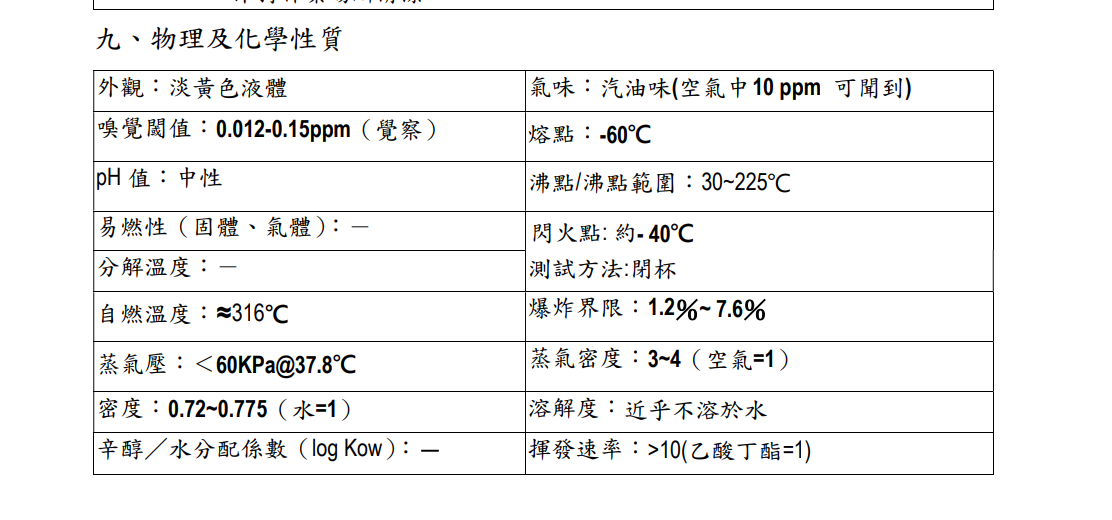 九、物理及化學性質
外觀：淡黃色液體
氣味：汽油味(空氣中10 ppm 可聞到)
嗅覺閾值：0.012-0.15ppm（覺察）
熔點：-60℃
pH 值：中性
沸點/沸點範圍：30~225℃
易燃性（固體、氣體）：－
閃火點: 約- 40℃
分解溫度：－
測試方法:閉杯
自燃溫度：≈316℃
爆炸界限：1.2％~ 7.6％
蒸氣壓：＜60KPa@37.8℃
蒸氣密度：3~4（空氣=1）
密度：0.72~0.775（水=1）
溶解度：近乎不溶於水
辛醇／水分配係數（log Kow）：－
揮發速率：>10(乙酸丁酯=1)